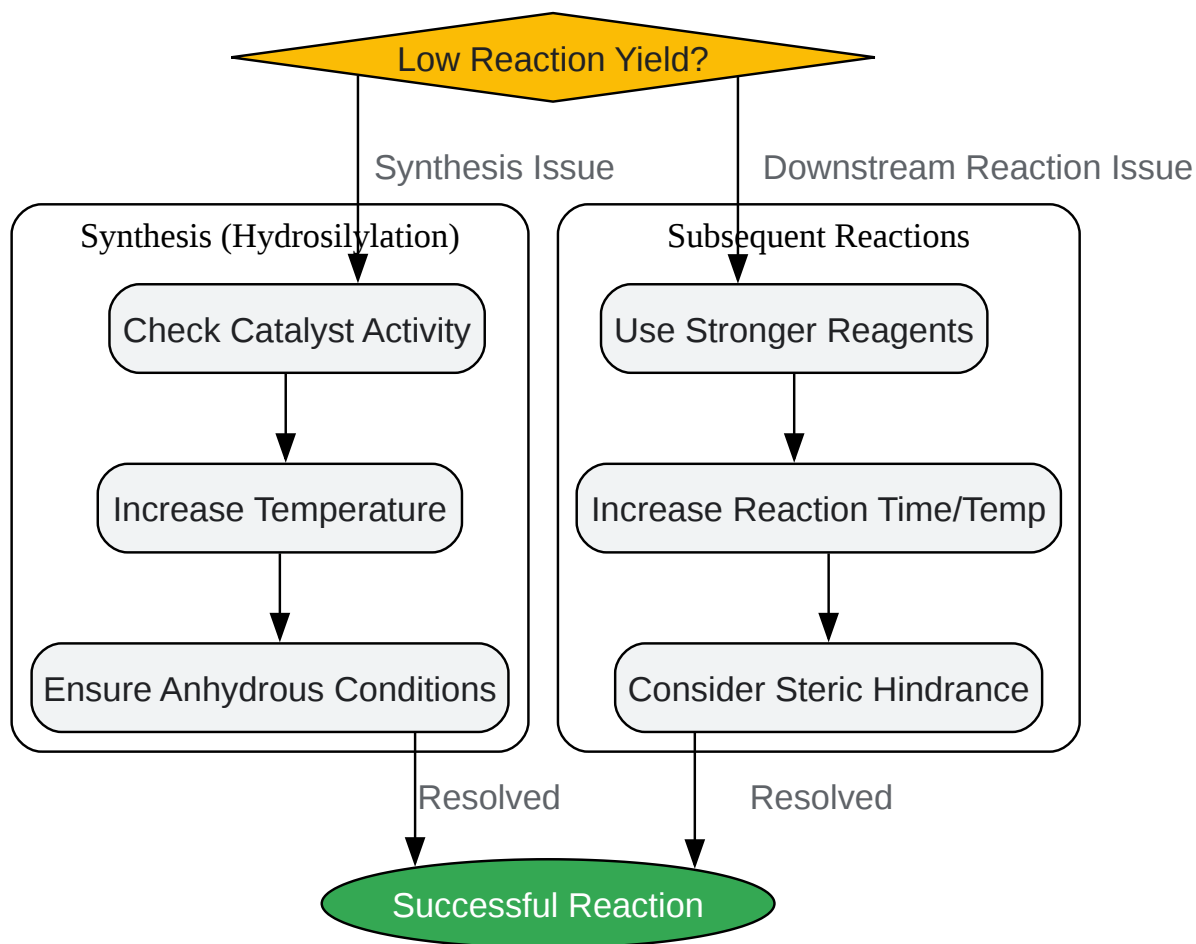 Low Reaction Yield?
Synthesis Issue
Downstream Reaction Issue
Synthesis (Hydrosilylation)
Check Catalyst Activity
Increase Temperature
Ensure Anhydrous Conditions
Resolved
Subsequent Reactions
Use Stronger Reagents
Increase Reaction Time/Temp
Consider Steric Hindrance
Resolved
Successful Reaction